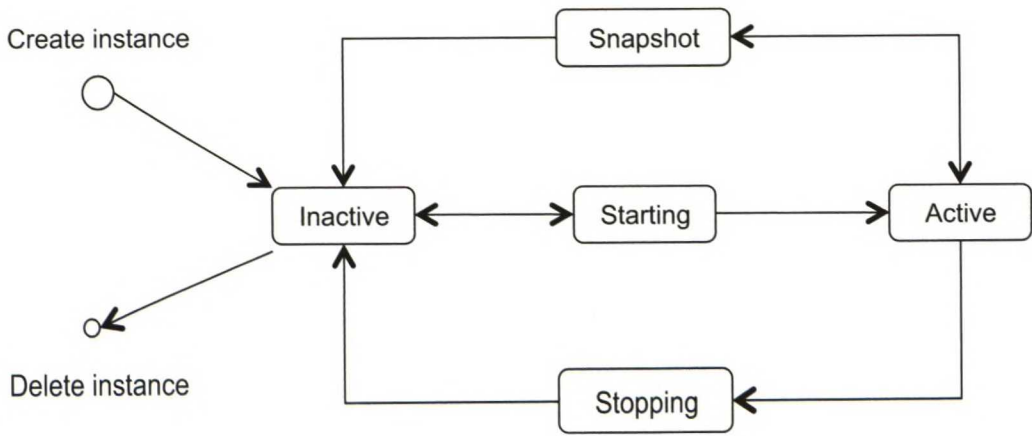 Create instance
Snapshot
Inactive
Starting
Active
Delete instance
Stopping